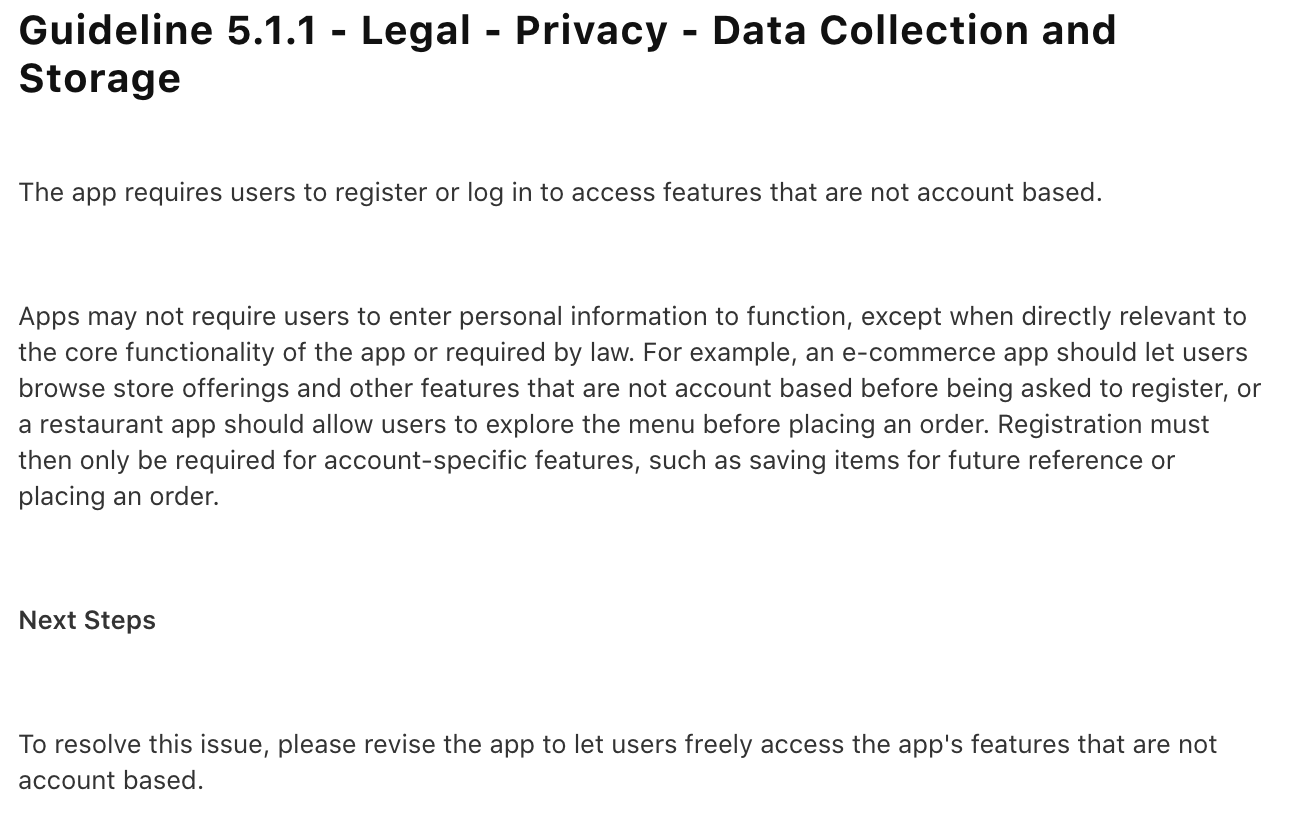 Guideline 5.1.1 - Legal - Privacy - Data Collection and
Storage
The app requires users to register or log in to access features that are not account based.
Apps may not require users to enter personal information to function, except when directly relevant to
the core functionality of the app or required by law. For example, an e-commerce app should let users
browse store offerings and other features that are not account based before being asked to register, or
a restaurant app should allow users to explore the menu before placing an order. Registration must
then only be required for account-specific features, such as saving items for future reference or
placing an order.
Next Steps
To resolve this issue, please revise the app to let users freely access the app's features that are not
account based.